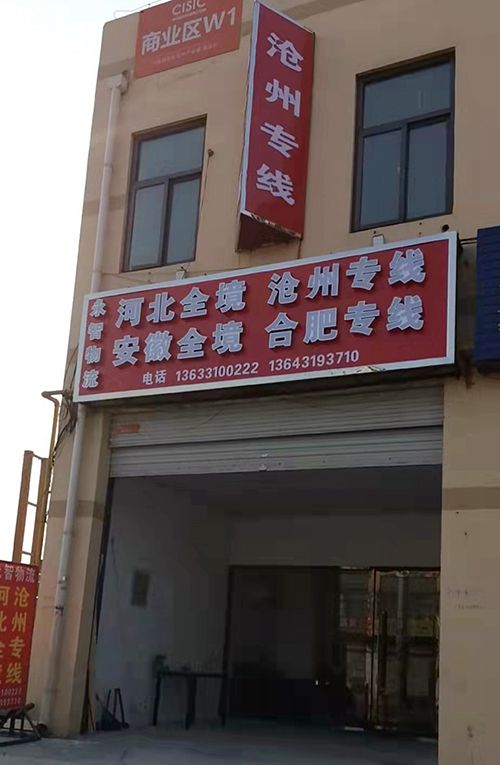 CISIC
商业区W1
沧州专线
永智物流
河北全境 沧州专线
安徽全境 合肥专线
电话 13633100222 13643193710
智物流
河沧
北州
全专
线